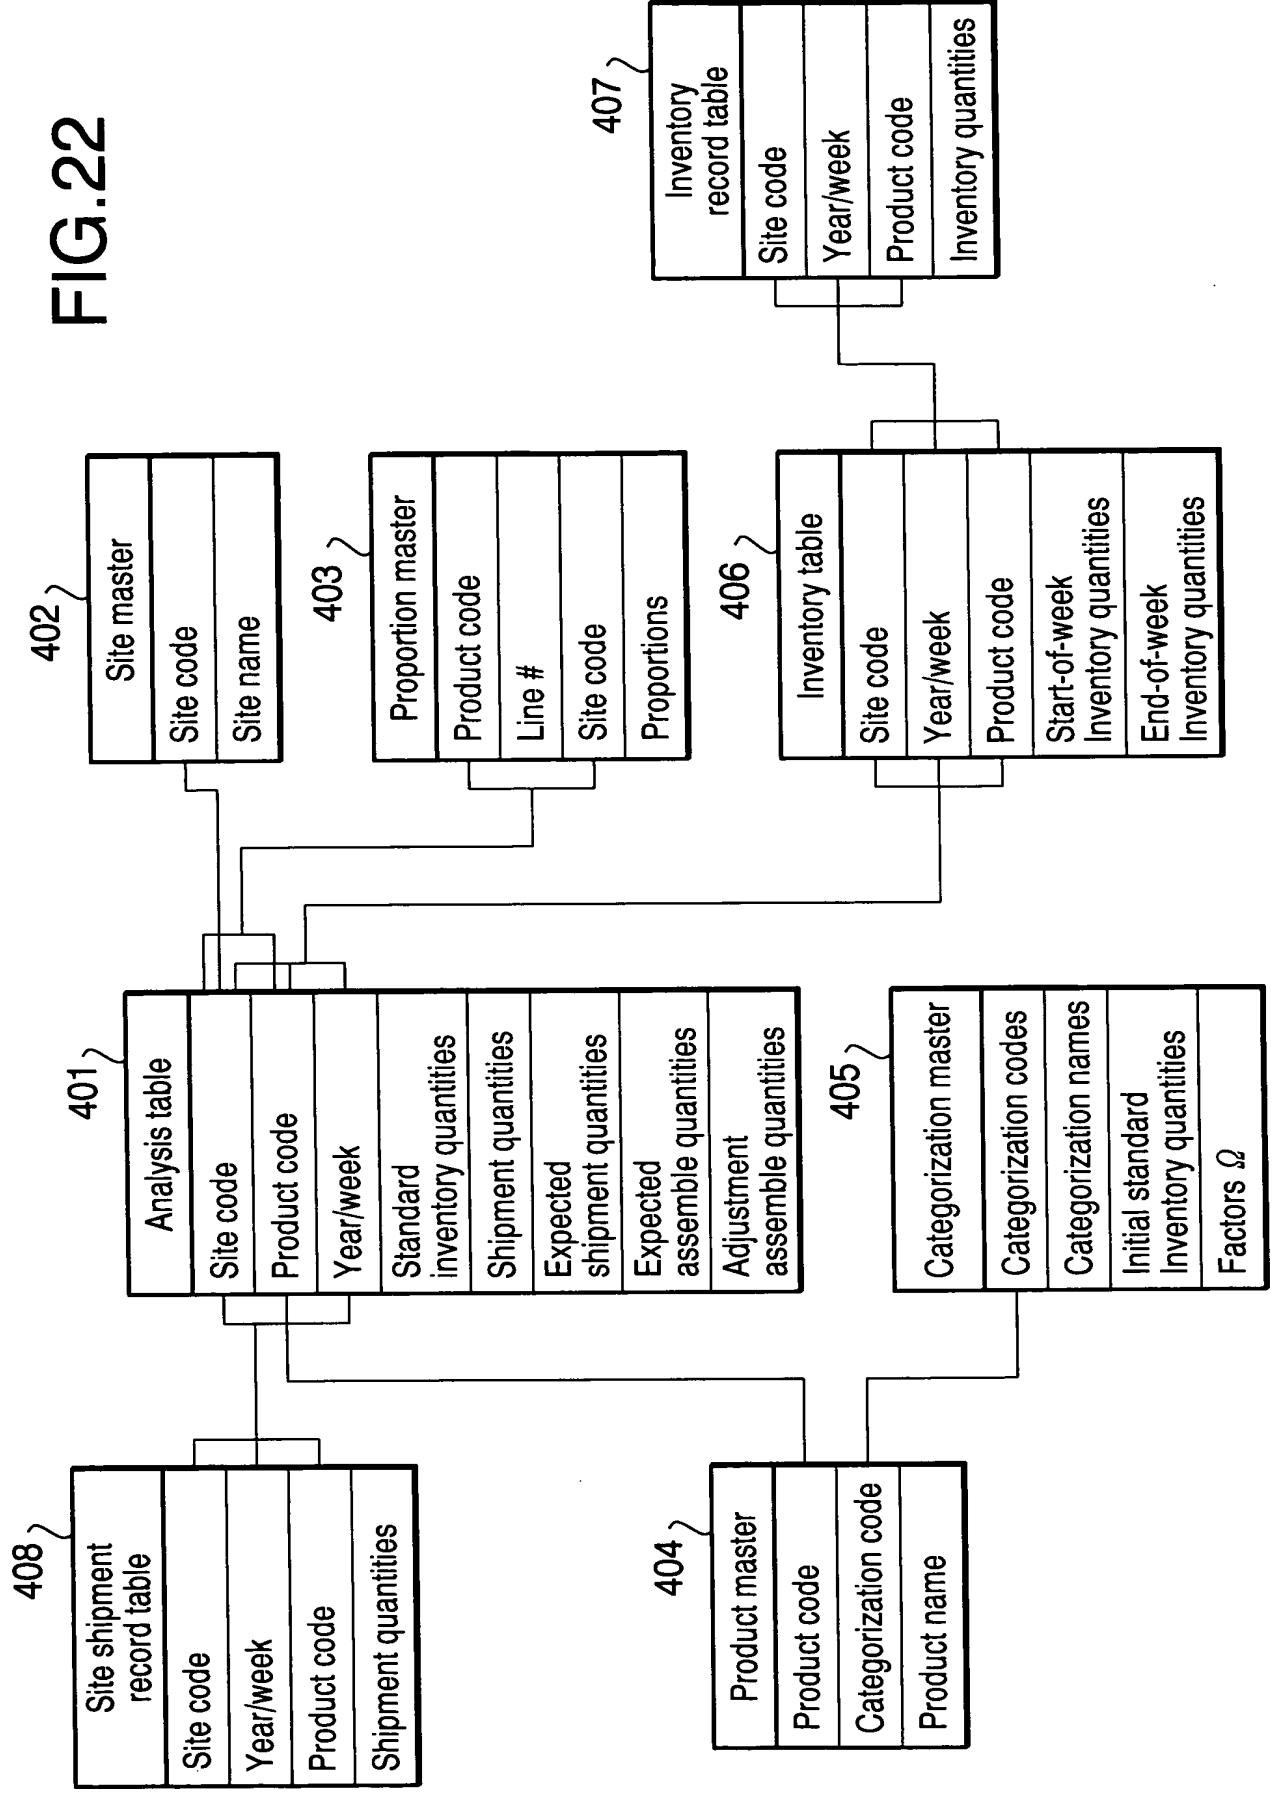 FIG.22
408
Site shipment
record table
Site code
Year/week
Product code
Shipment quantities
401
Analysis table
Site code
Product code
Year/week
Standard
inventory quantities
Shipment quantities
Expected
shipment quantities
Expected
assemble quantities
Adjustment
assemble quantities
402
Site master
Site code
Site name
403
Proportion master
Product code
Line #
Site code
Proportions
404
Product master
Product code
Categorization code
Product name
405
Categorization master
Categorization codes
Categorization names
Initial standard
Inventory quantities
Factors Ω
406
Inventory table
Site code
Year/week
Product code
Start-of-week
Inventory quantities
End-of-week
Inventory quantities
407
Inventory
record table
Site code
Year/week
Product code
Inventory quantities